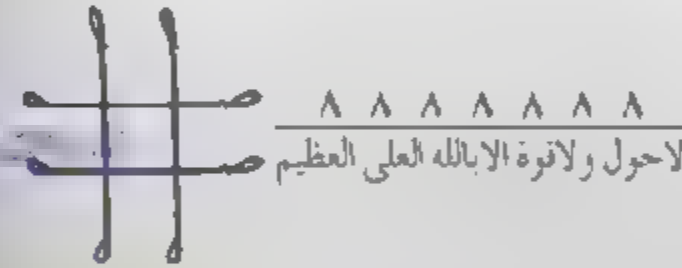 ٨ ٨ ٨ ٨ ٨ ٨ ٨
لاحول ولاقوة الابالله العلى العظيم